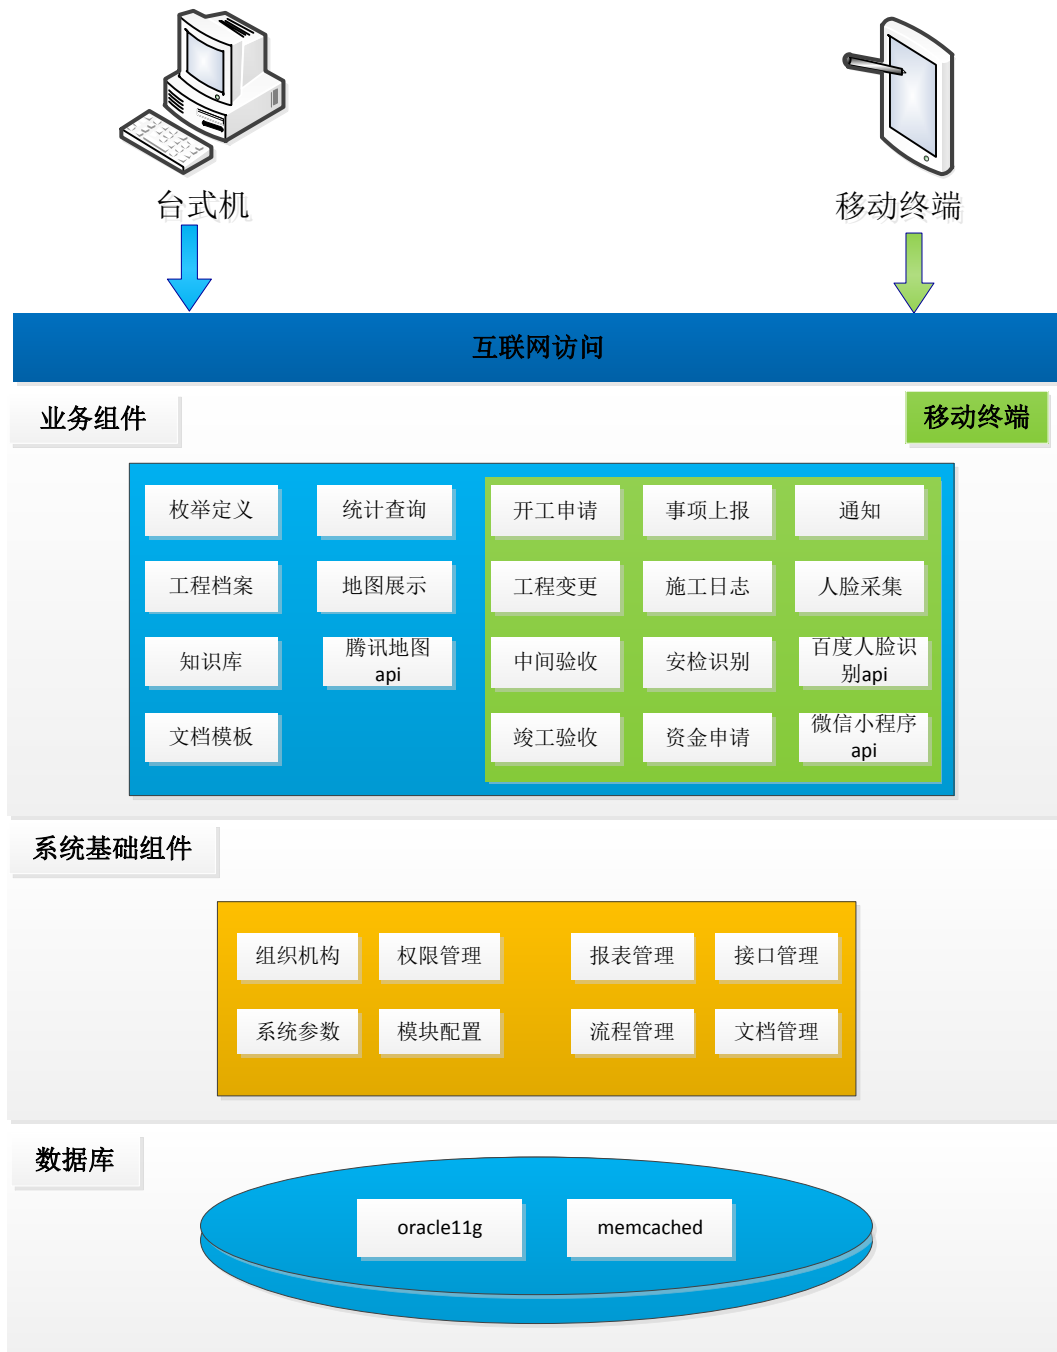 台式机
移动终端
互联网访问
业务组件
移动终端
枚举定义
统计查询
开工申请
事项上报
通知
工程档案
地图展示
工程变更
施工日志
人脸采集
知识库
腾讯地图
api
中间验收
安检识别
百度人脸识
别api
文档模板
竣工验收
资金申请
微信小程序
api
系统基础组件
组织机构
权限管理
报表管理
接口管理
系统参数
模块配置
流程管理
文档管理
数据库
oracle11g
memcached